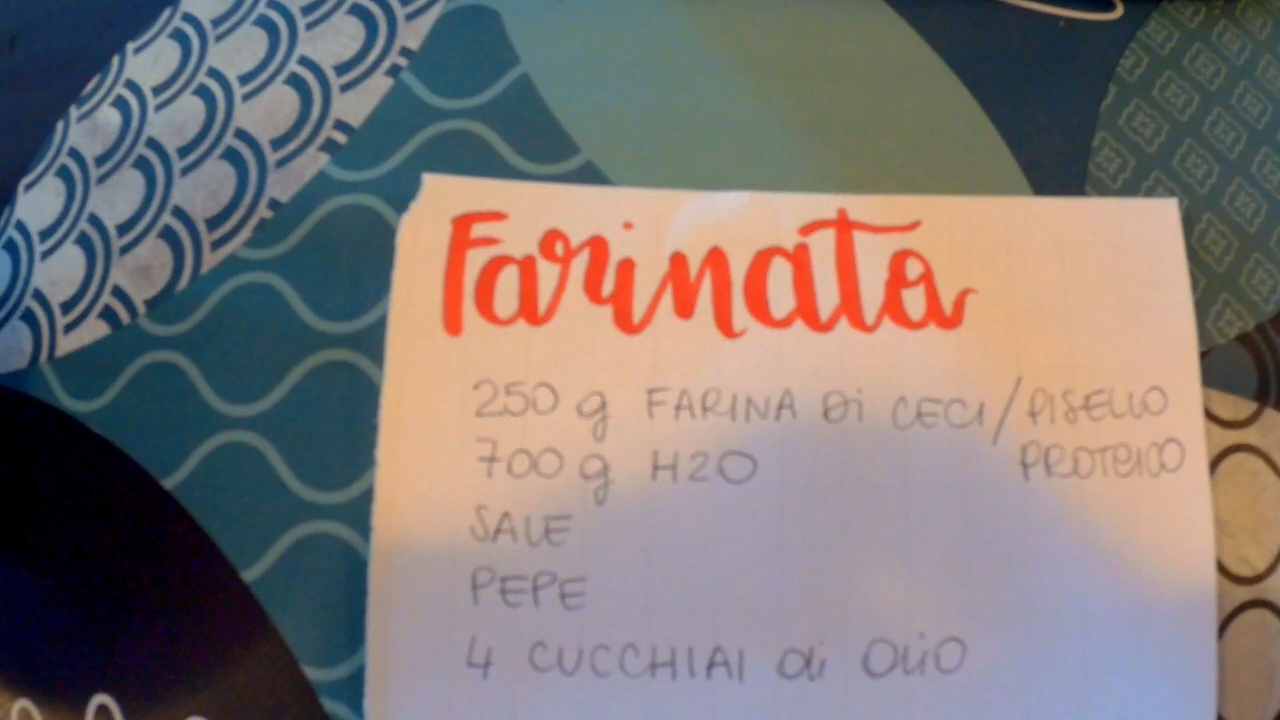 Farinata
250 g FARINA Di CECI / PISELLO
700 g H2O PROTEICO
SALE
PEPE
4 CUCCHIAI di OLiO